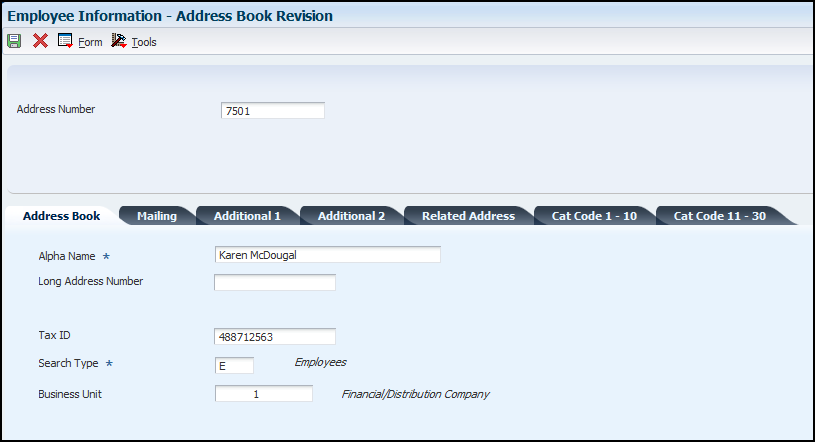 Employee Information - Address Book Revision
Form Tools
Address Number 7501
Address Book Mailing Additional 1 Additional 2 Related Address Cat Code 1 - 10 Cat Code 11 - 30
Alpha Name * Karen McDougal
Long Address Number
Tax ID 488712563
Search Type * E Employees
Business Unit 1 Financial/Distribution Company